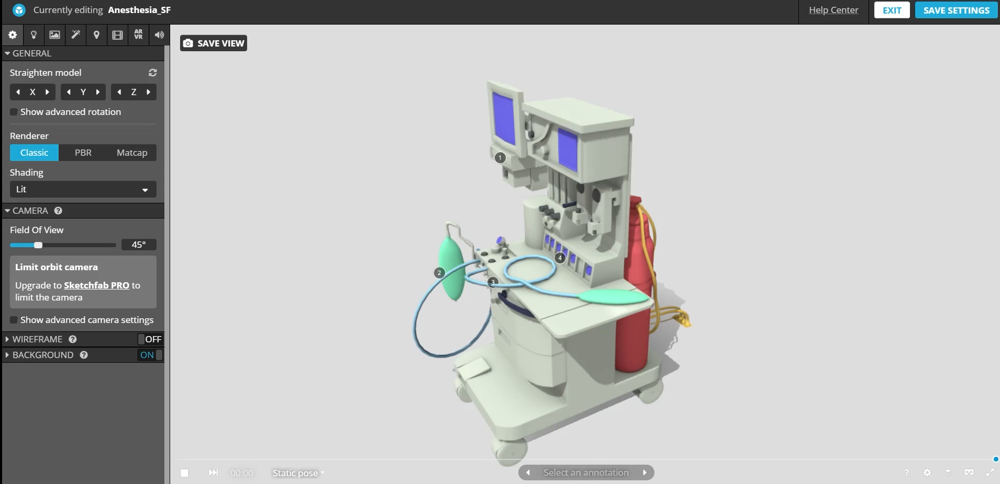 Currently editing Anesthesia_SF
Help Center
EXIT
SAVE SETTINGS
AR
VR
SAVE VIEW
GENERAL
Straighten model
X Y Z
Show advanced rotation
Renderer
Classic PBR Matcap
Shading
Lit
CAMERA ?
Field Of View
45°
Limit orbit camera
Upgrade to Sketchfab PRO to
limit the camera
Show advanced camera settings
WIREFRAME ? OFF
BACKGROUND ? ON
1
2
3
4
00:00 Static pose
Select an annotation
?